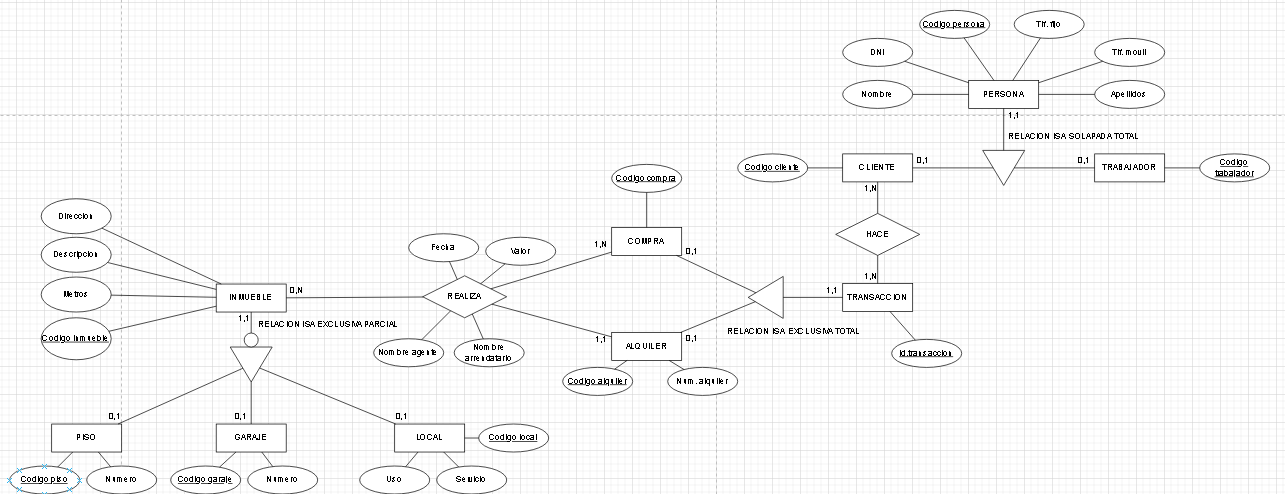 Codigo persona
Tlf. fijo
DNI
Tlf. movil
Nombre
PERSONA
Apellidos
1,1
RELACION ISA SOLAPADA TOTAL
Codigo cliente
CLIENTE
0,1
0,1
TRABAJADOR
Codigo
trabajador
1,N
Codigo compra
HACE
Direccion
Fecha
Valor
1,N
COMPRA
0,1
Descripcion
1,N
Metros
INMUEBLE
0,N
REALIZA
1,1
TRANSACCION
1,1
RELACION ISA EXCLUSIVA PARCIAL
RELACION ISA EXCLUSIVA TOTAL
Codigo inmueble
Nombre agente
Nombre
arrendatario
1,1
ALQUILER
0,1
id.transaccion
Codigo alquiler
Num. alquiler
0,1
0,1
0,1
PISO
GARAJE
LOCAL
Codigo local
Codigo piso
Numero
Codigo garaje
Numero
Uso
Servicio